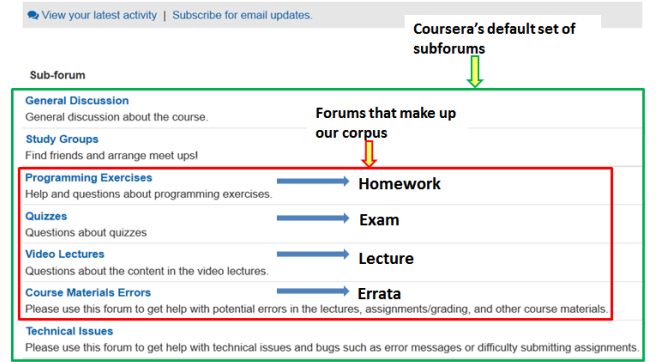 View your latest activity | Subscribe for email updates.
Coursera's default set of
subforums
Sub-forum
General Discussion
General discussion about the course.
Forums that make up
our corpus
Study Groups
Find friends and arrange meet ups!
Programming Exercises
Homework
Help and questions about programming exercises.
Quizzes
Exam
Questions about quizzes
Video Lectures
Lecture
Questions about the content in the video lectures.
Course Materials Errors
Errata
Please use this forum to get help with potential errors in the lectures, assignments/grading, and other course materials.
Technical Issues
Please use this forum to get help with technical issues and bugs such as error messages or difficulty submitting assignments.